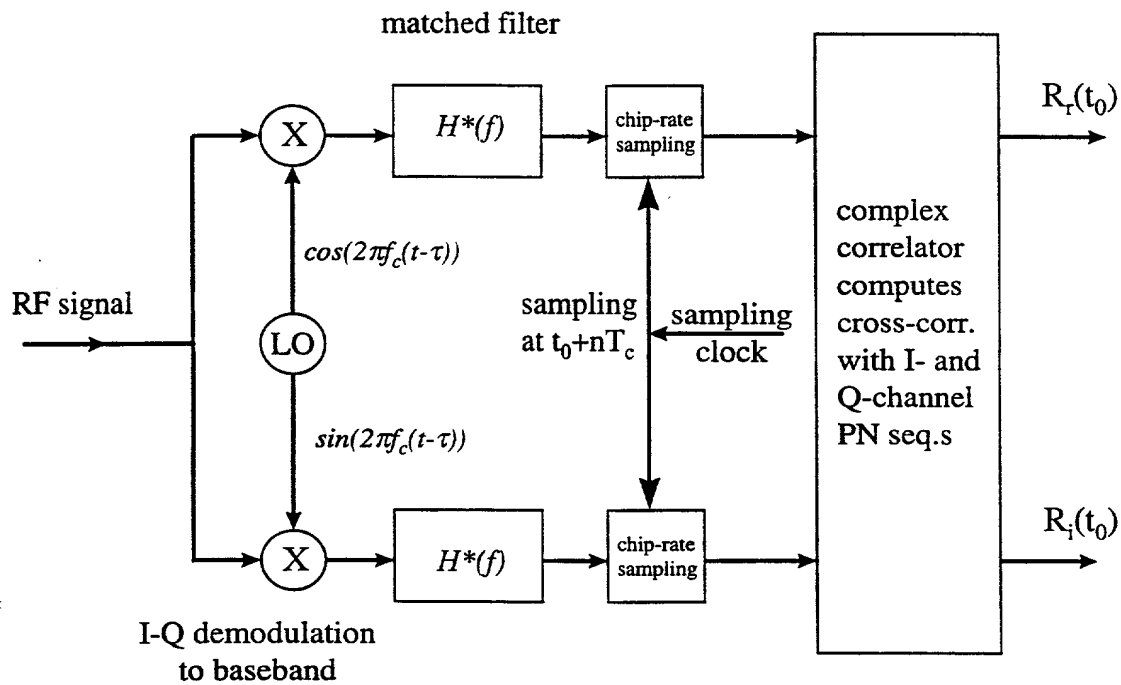 matched filter
X
H*(f)
chip-rate
sampling
R_r(t_0)
cos(2πf_c(t-τ))
RF signal
LO
sampling
at t_0+nT_c
sampling
clock
complex
correlator
computes
cross-corr.
with I- and
Q-channel
PN seq.s
sin(2πf_c(t-τ))
X
H*(f)
chip-rate
sampling
R_i(t_0)
I-Q demodulation
to baseband